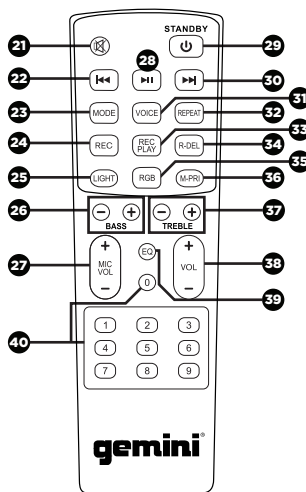 STANDBY
21
28
29
22
30
31
23 MODE VOICE REPEAT 32
33
24 REC REC PLAY R-DEL 34
35
25 LIGHT RGB M-PRI 36
26 − + − + 37
BASS TREBLE
+ EQ +
27 MIC VOL VOL 38
− 0 −
39
40
1 2 3
4 5 6
7 8 9
gemini®